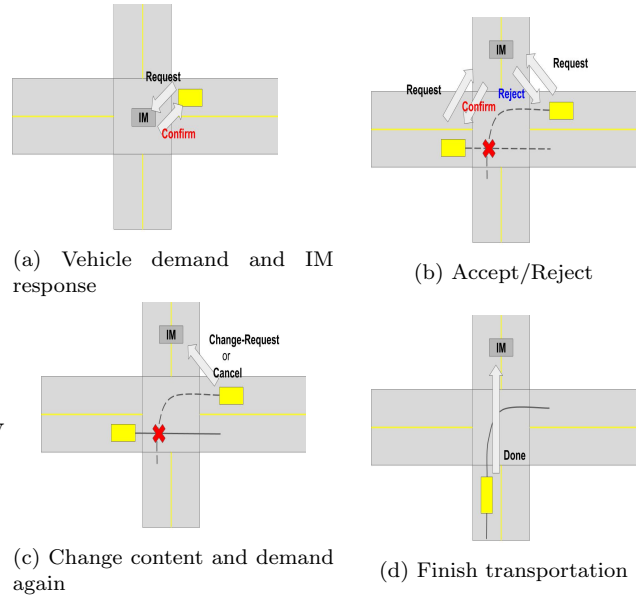 Request
IM
Confirm
(a) Vehicle demand and IM
response
IM
Request
Request
Confirm
Reject
(b) Accept/Reject
IM
Change-Request
or
Cancel
(c) Change content and demand
again
IM
Done
(d) Finish transportation